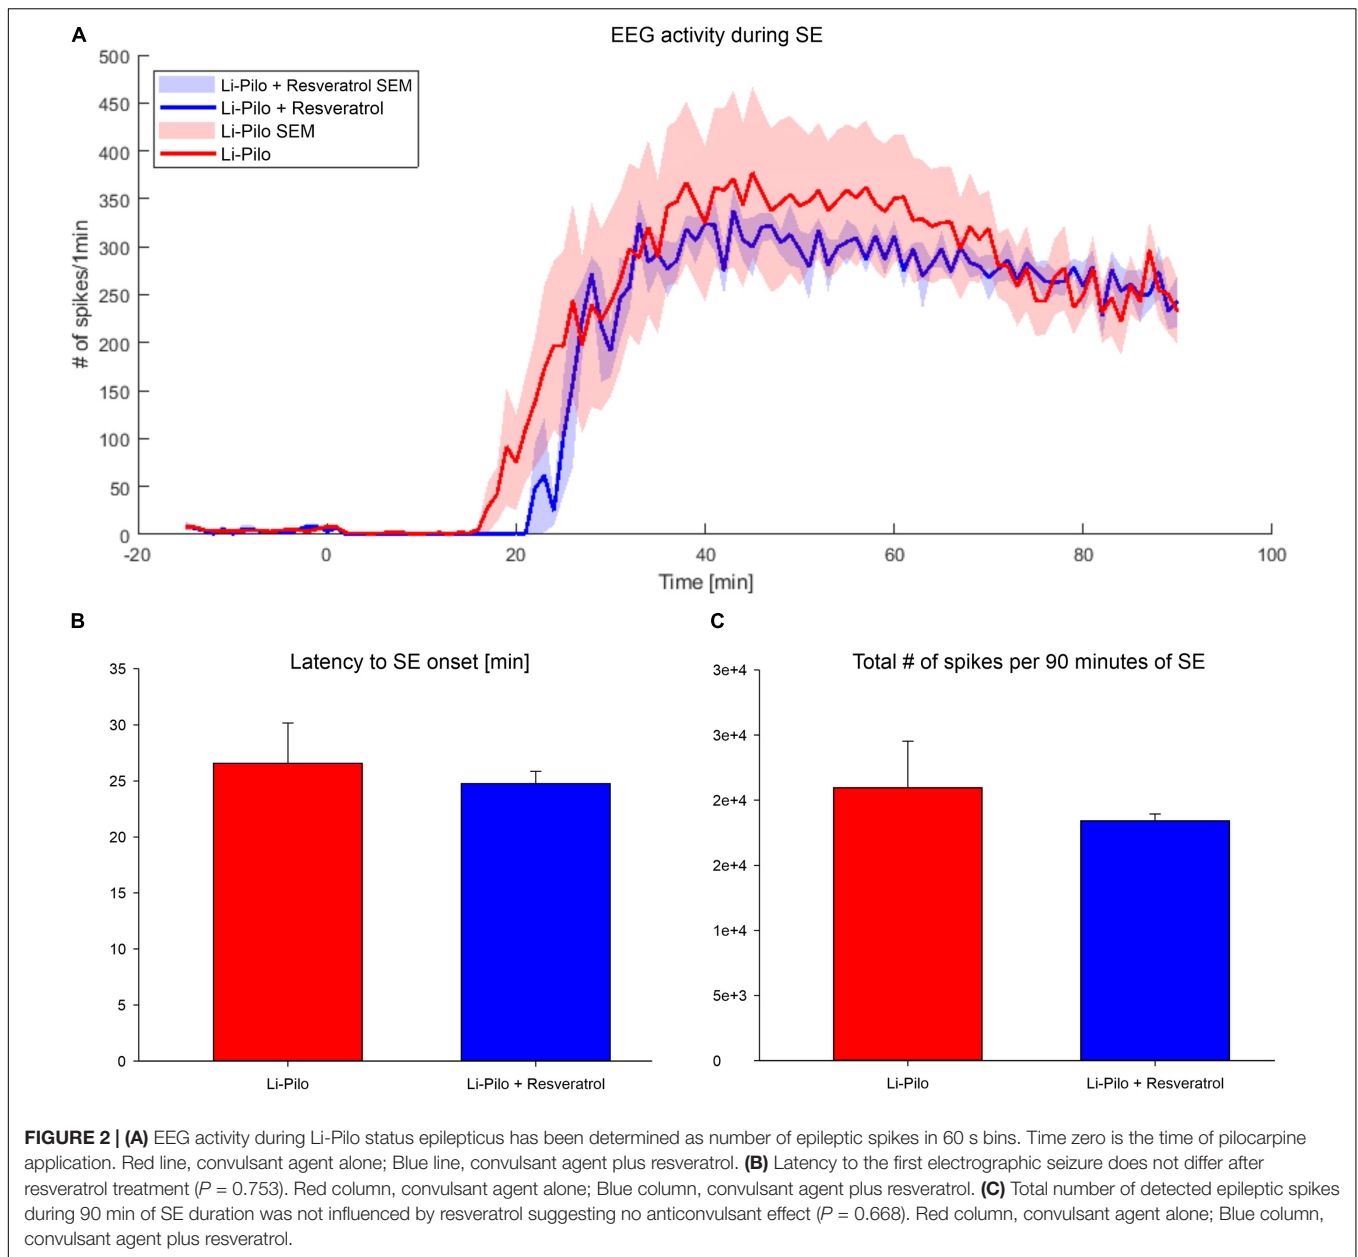 A
EEG activity during SE
500
450
400
350
300
250
200
150
100
50
0
# of spikes/1min
Li-Pilo + Resveratrol SEM
Li-Pilo + Resveratrol
Li-Pilo SEM
Li-Pilo
-20
0
20
40
60
80
100
Time [min]
B
Latency to SE onset [min]
35
30
25
20
15
10
5
0
Li-Pilo
Li-Pilo + Resveratrol
C
Total # of spikes per 90 minutes of SE
3e+4
3e+4
2e+4
2e+4
1e+4
5e+3
0
Li-Pilo
Li-Pilo + Resveratrol
FIGURE 2 | (A) EEG activity during Li-Pilo status epilepticus has been determined as number of epileptic spikes in 60 s bins. Time zero is the time of pilocarpine
application. Red line, convulsant agent alone; Blue line, convulsant agent plus resveratrol. (B) Latency to the first electrographic seizure does not differ after
resveratrol treatment (P = 0.753). Red column, convulsant agent alone; Blue column, convulsant agent plus resveratrol. (C) Total number of detected epileptic spikes
during 90 min of SE duration was not influenced by resveratrol suggesting no anticonvulsant effect (P = 0.668). Red column, convulsant agent alone; Blue column,
convulsant agent plus resveratrol.